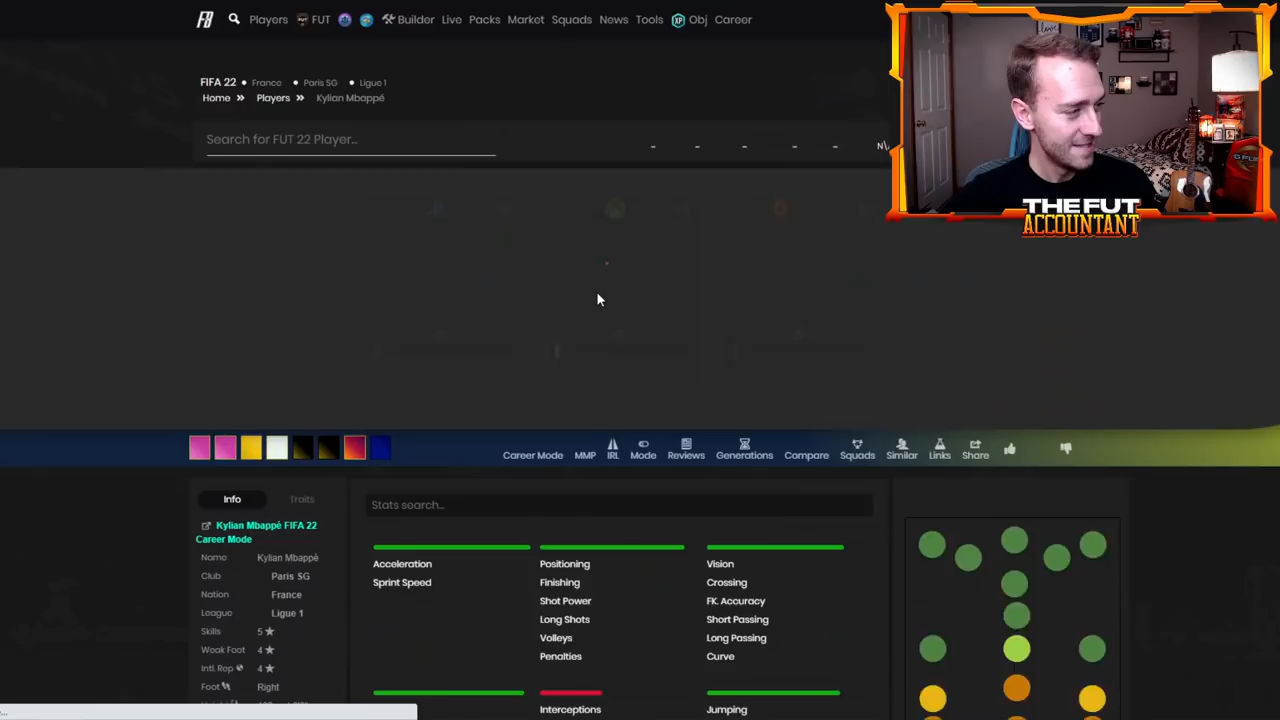 Players FUT Builder Live Packs Market Squads News Tools XP Obj Career
FIFA 22 • France • Paris SG • Ligue 1
Home » Players » Kylian Mbappé
Search for FUT 22 Player...
- - - - -
THE FUT
ACCOUNTANT
Career Mode MMP IRL Mode Reviews Generations Compare Squads Similar Links Share
Info Traits
Kylian Mbappé FIFA 22
Career Mode
Name Kylian Mbappé
Club Paris SG
Nation France
League Ligue 1
Skills 5★
Weak Foot 4★
Intl. Rep 4★
Foot Right
Stats search...
Acceleration
Sprint Speed
Positioning
Finishing
Shot Power
Long Shots
Volleys
Penalties
Vision
Crossing
FK. Accuracy
Short Passing
Long Passing
Curve
Interceptions
Jumping